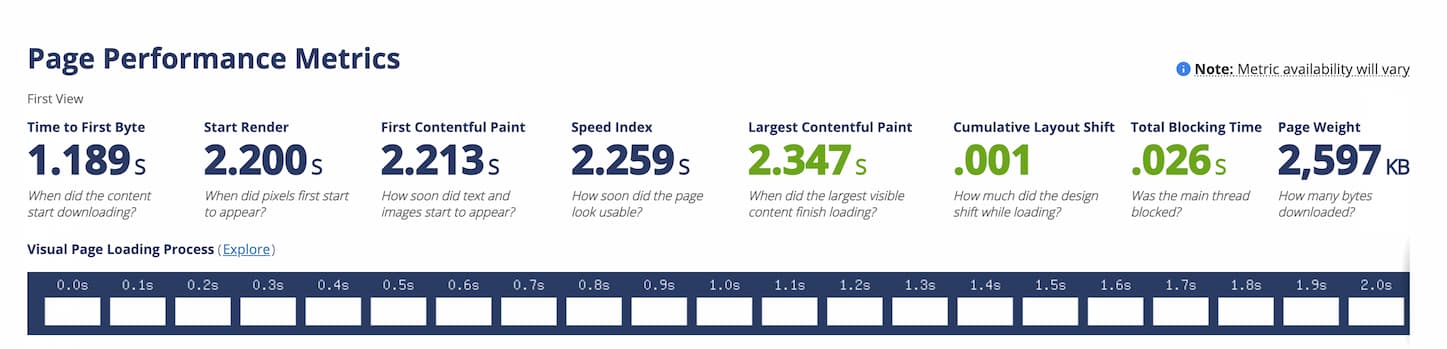 Page Performance Metrics
Note: Metric availability will vary
First View
Time to First Byte
1.189 S
When did the content
start downloading?
Start Render
2.200 S
When did pixels first start
to appear?
First Contentful Paint
2.213 S
How soon did text and
images start to appear?
Speed Index
2.259 S
How soon did the page
look usable?
Largest Contentful Paint
2.347 S
When did the largest visible
content finish loading?
Cumulative Layout Shift
.001
How much did the design
shift while loading?
Total Blocking Time
.026 S
Was the main thread
blocked?
Page Weight
2,597 KB
How many bytes
downloaded?
Visual Page Loading Process (Explore)
0.0s 0.1s 0.2s 0.3s 0.4s 0.5s 0.6s 0.7s 0.8s 0.9s 1.0s 1.1s 1.2s 1.3s 1.4s 1.5s 1.6s 1.7s 1.8s 1.9s 2.0s